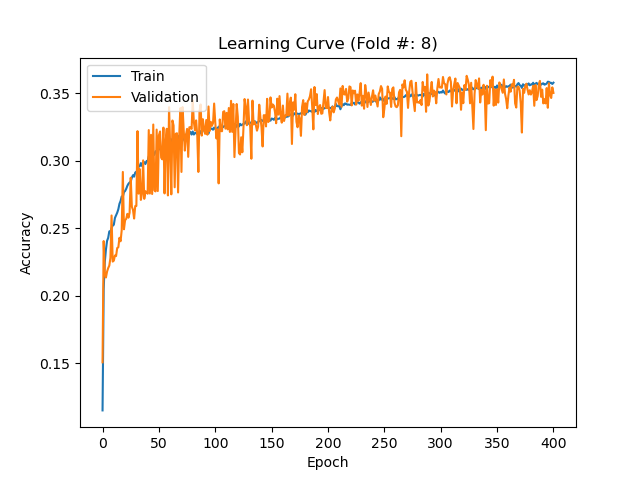 Learning Curve (Fold #: 8)
Train
Validation
0.35
0.30
0.25
0.20
0.15
Accuracy
0 50 100 150 200 250 300 350 400
Epoch